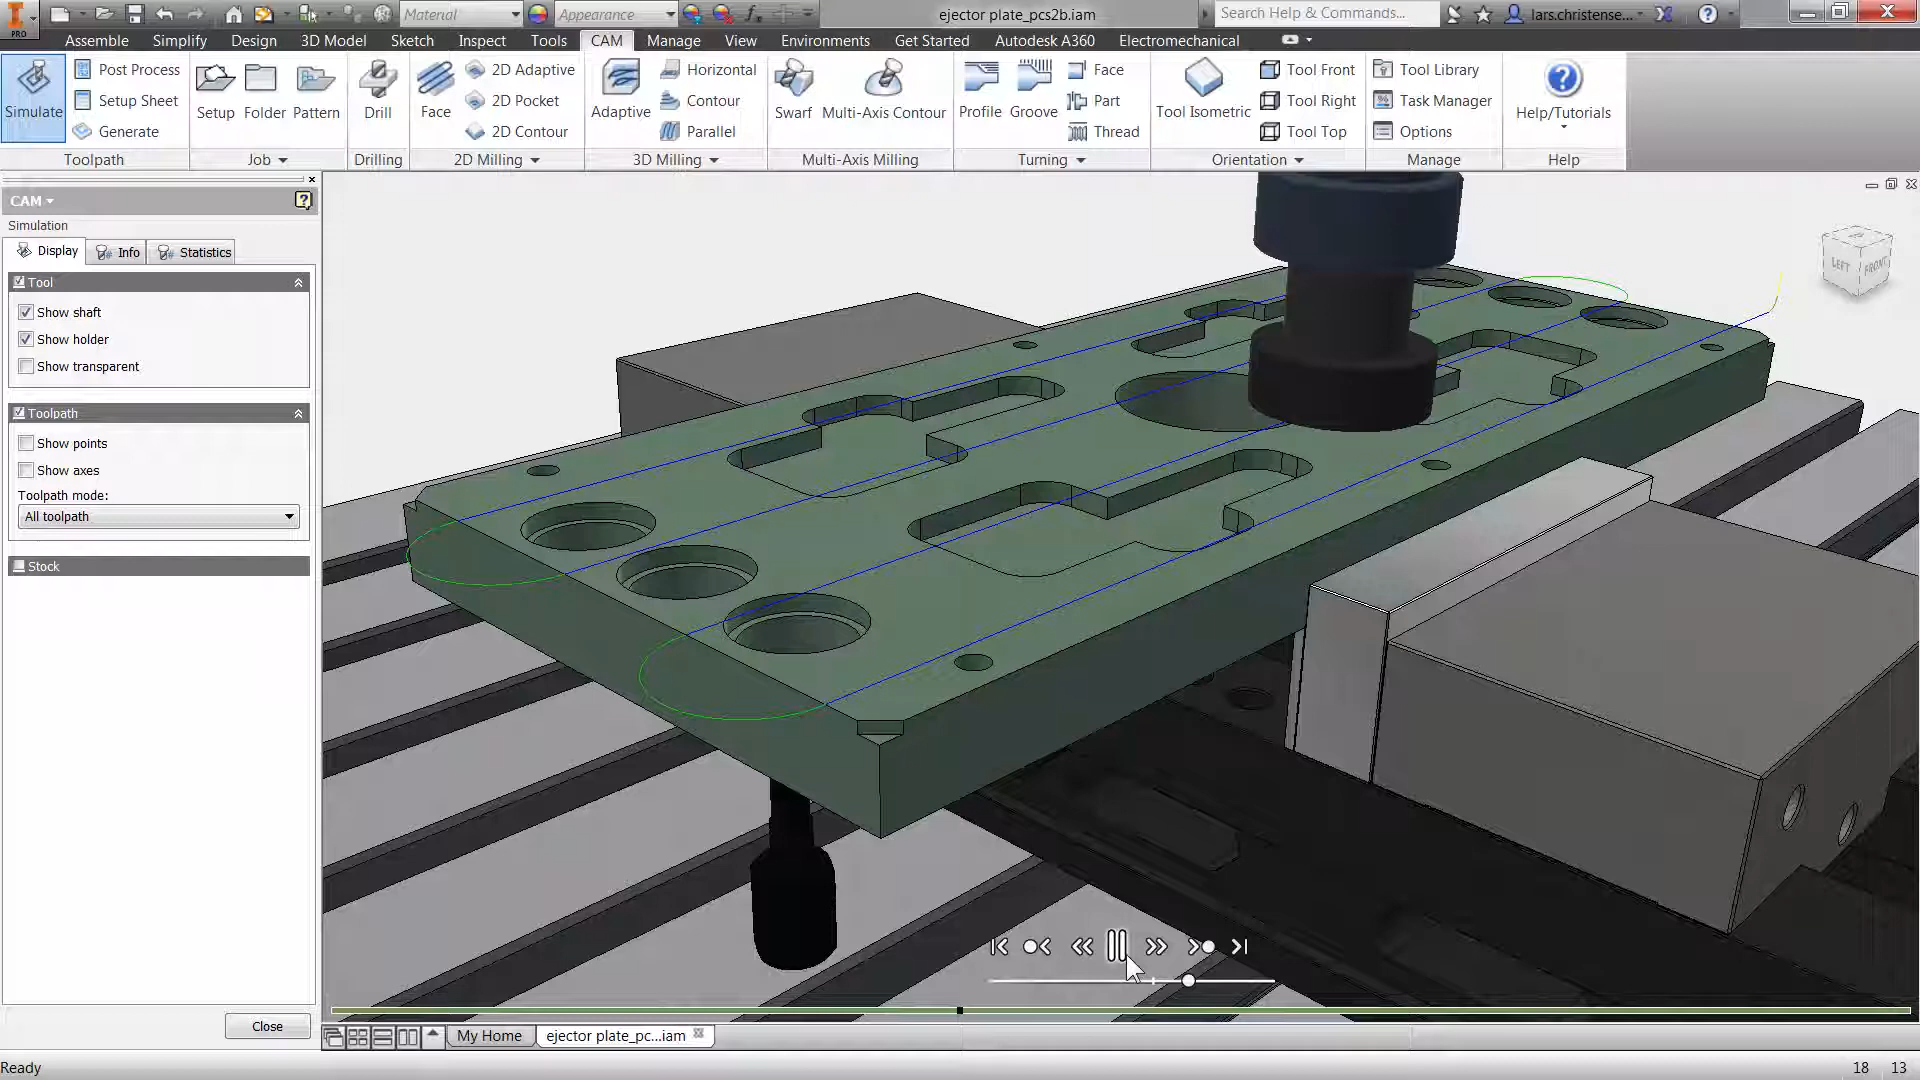 PRO
Material
Appearance
ejector plate_pcs2b.iam
Search Help & Commands...
lars.christense...
Assemble
Simplify
Design
3D Model
Sketch
Inspect
Tools
CAM
Manage
View
Environments
Get Started
Autodesk A360
Electromechanical
Simulate
Post Process
Setup Sheet
Generate
Toolpath
Setup
Folder
Pattern
Job
Drill
Drilling
Face
2D Adaptive
2D Pocket
2D Contour
2D Milling
Adaptive
Horizontal
Contour
Parallel
3D Milling
Swarf
Multi-Axis Contour
Multi-Axis Milling
Profile
Groove
Face
Part
Thread
Turning
Tool Isometric
Tool Front
Tool Right
Tool Top
Orientation
Tool Library
Task Manager
Options
Manage
Help/Tutorials
Help
CAM
Simulation
Display
Info
Statistics
Tool
Show shaft
Show holder
Show transparent
Toolpath
Show points
Show axes
Toolpath mode:
All toolpath
Stock
Close
LEFT
FRONT
My Home
ejector plate_pc...iam
Ready
18
13